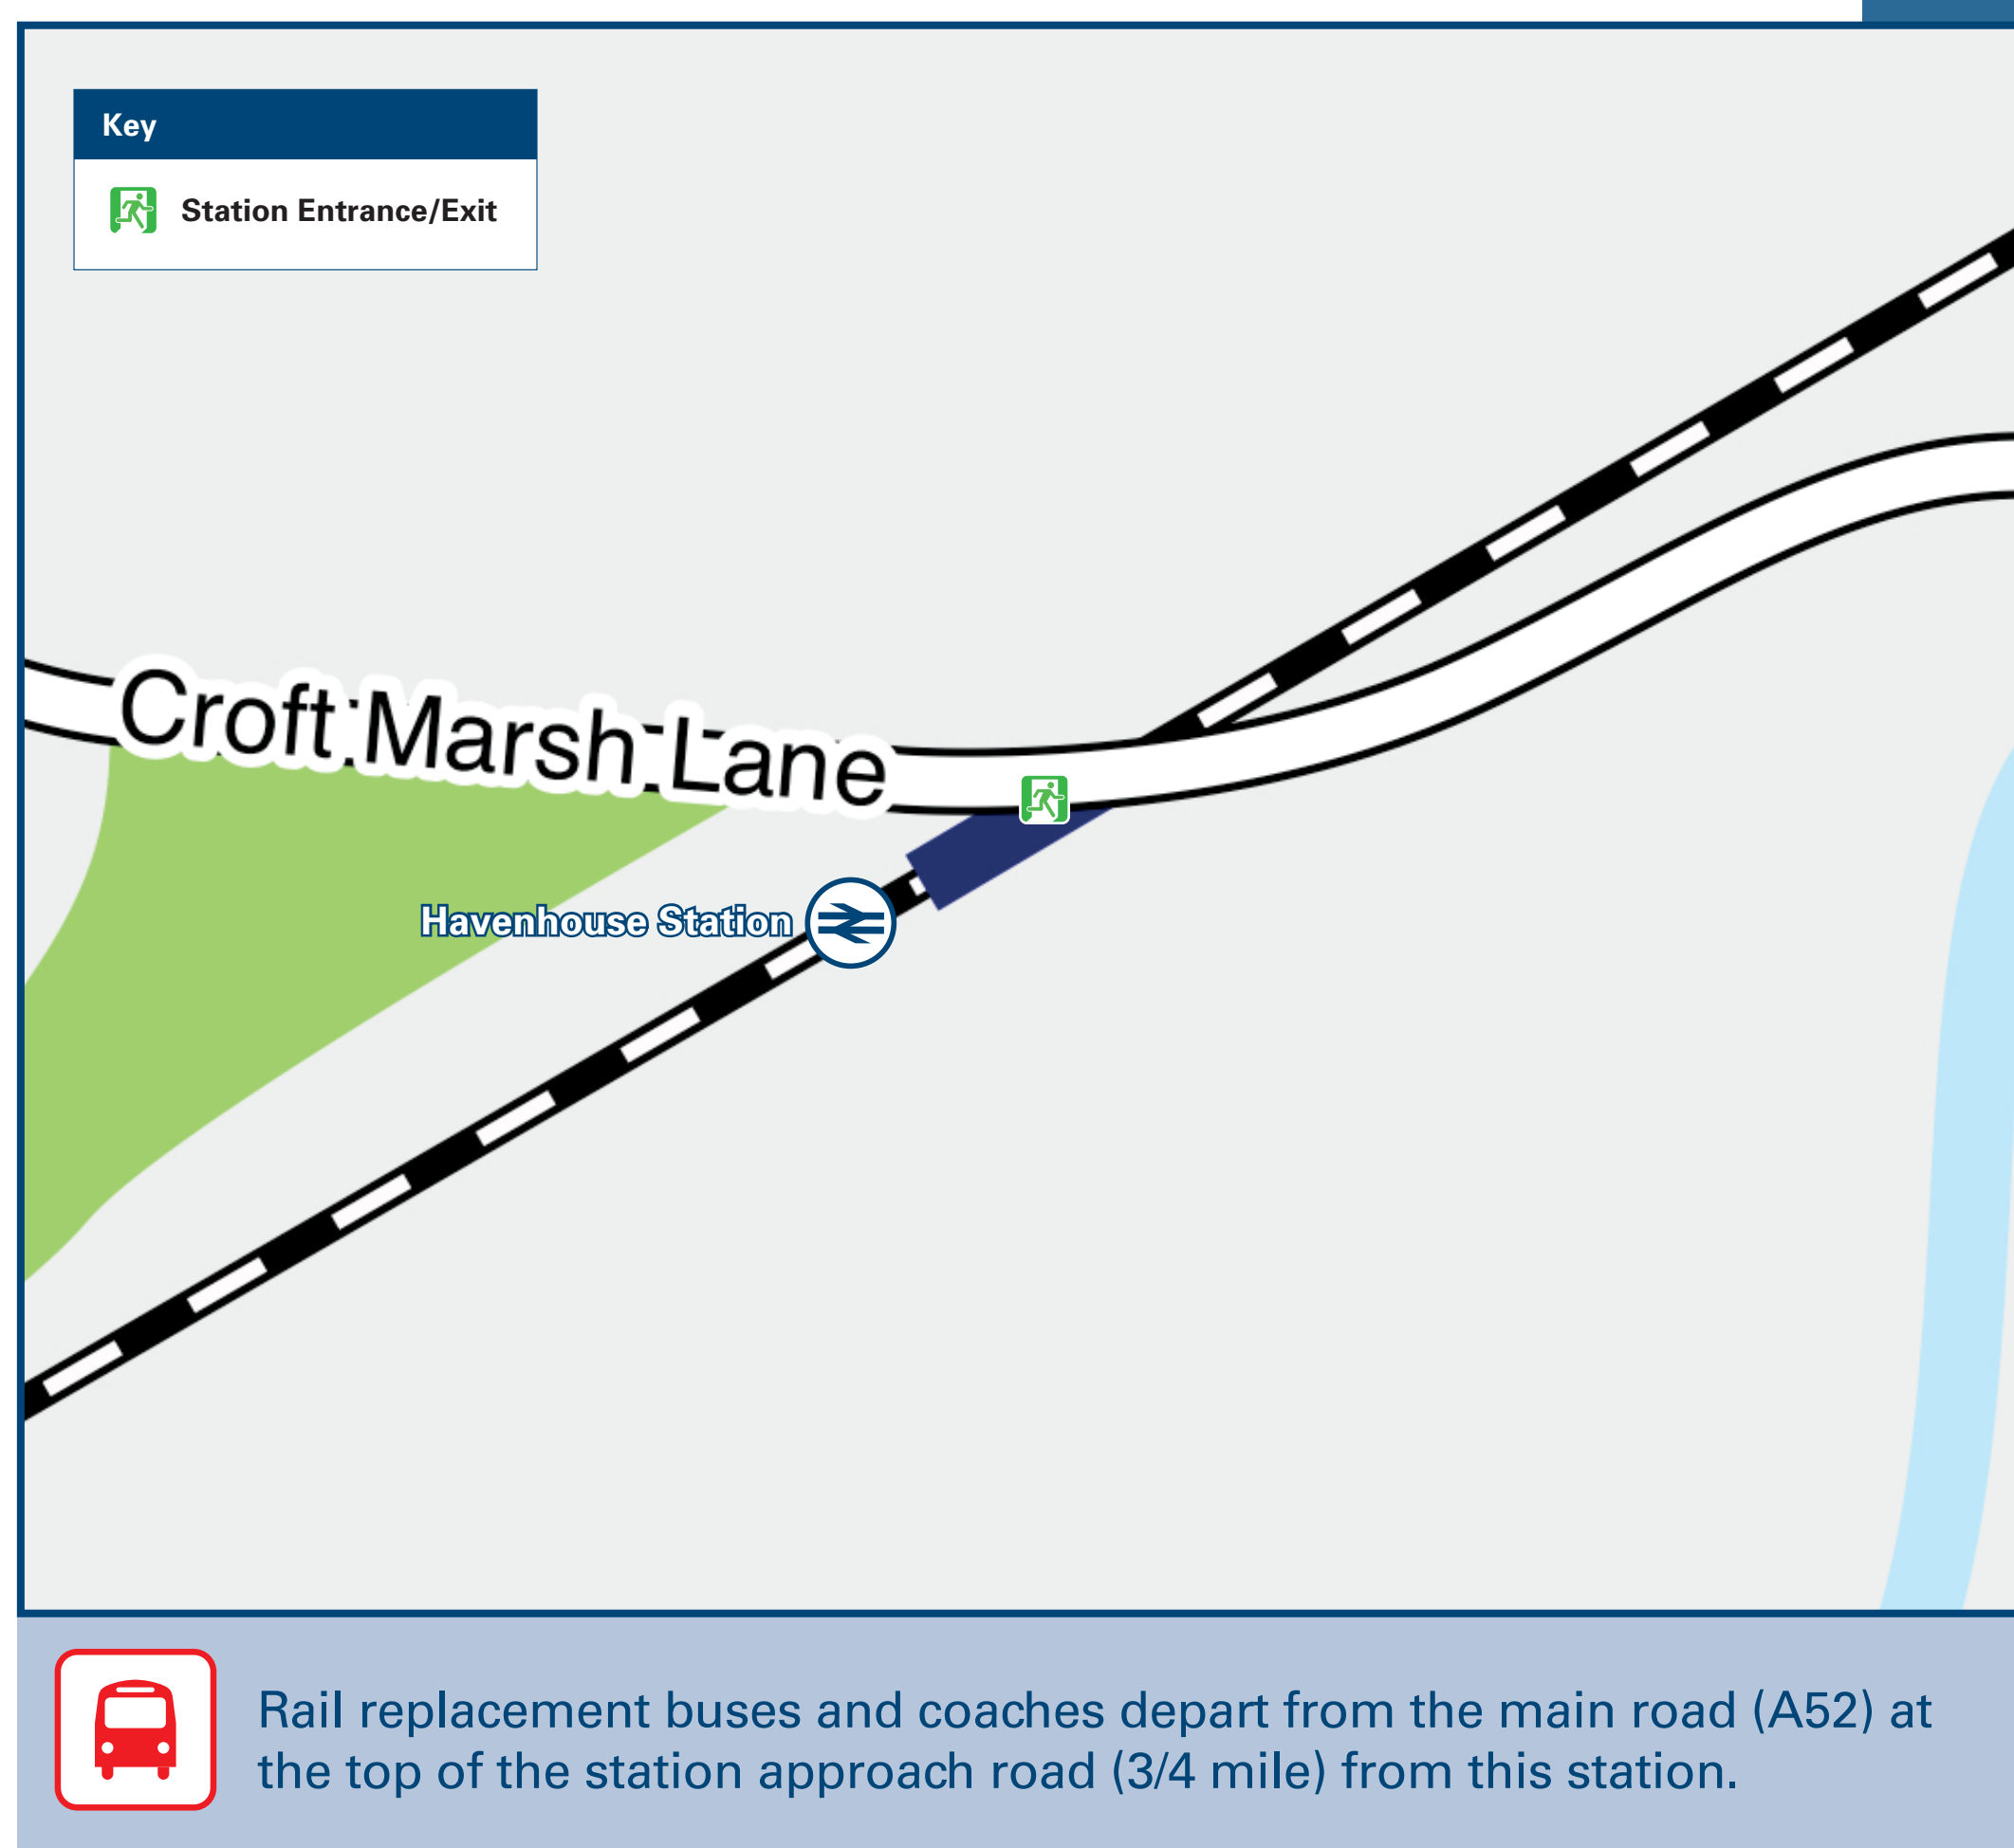 Key
Station Entrance/Exit
Croft Marsh Lane
Havenhouse Station
Rail replacement buses and coaches depart from the main road (A52) at
the top of the station approach road (3/4 mile) from this station.